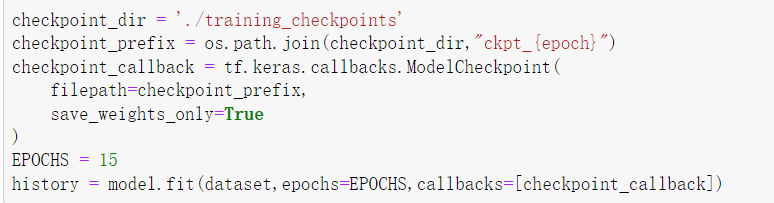 checkpoint_dir = './training_checkpoints'
checkpoint_prefix = os.path.join(checkpoint_dir,"ckpt_{epoch}")
checkpoint_callback = tf.keras.callbacks.ModelCheckpoint(
    filepath=checkpoint_prefix,
    save_weights_only=True
)
EPOCHS = 15
history = model.fit(dataset,epochs=EPOCHS,callbacks=[checkpoint_callback])